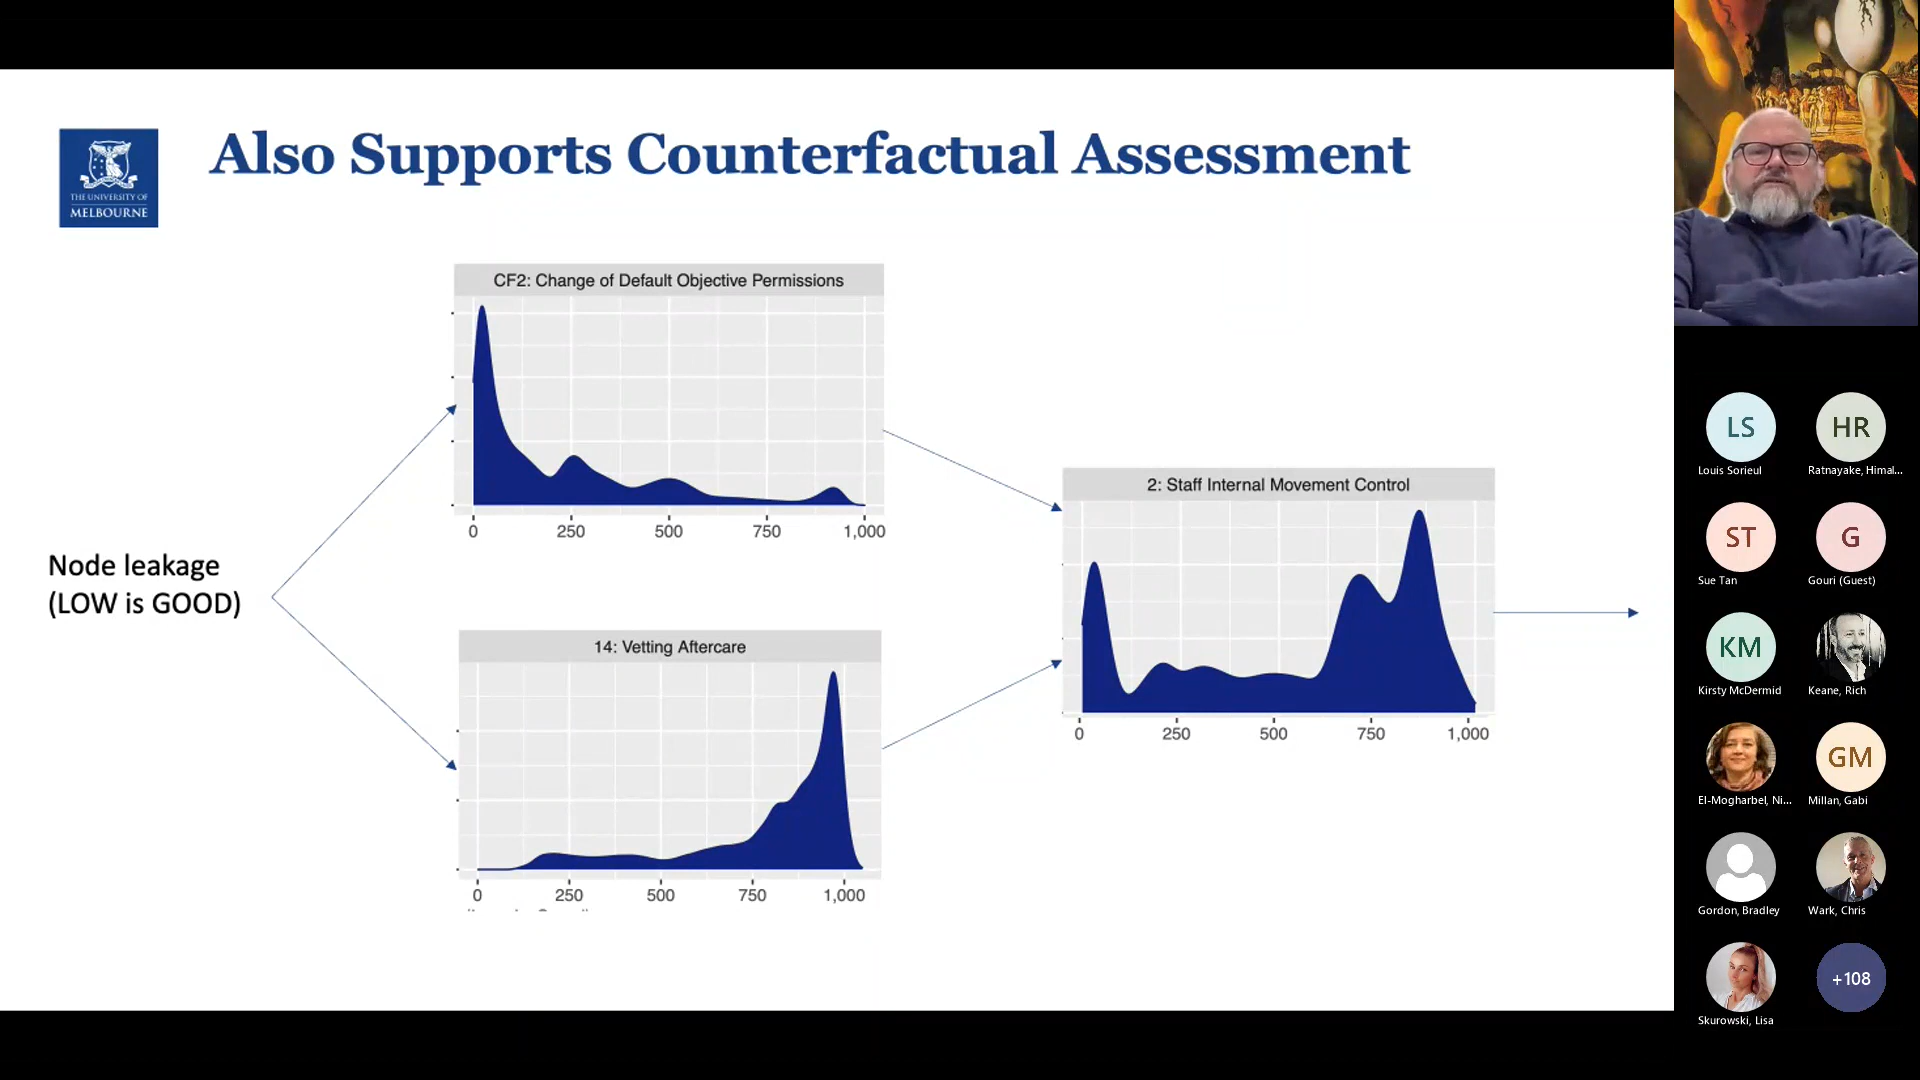 THE UNIVERSITY OF
MELBOURNE
Also Supports Counterfactual Assessment
CF2: Change of Default Objective Permissions
0 250 500 750 1,000
Node leakage
(LOW is GOOD)
14: Vetting Aftercare
0 250 500 750 1,000
2: Staff Internal Movement Control
0 250 500 750 1,000
LS
Louis Sorieul
HR
Ratnayake, Himal...
ST
Sue Tan
G
Gouri (Guest)
KM
Kirsty McDermid
Keane, Rich
El-Mogharbel, Ni...
GM
Millan, Gabi
Gordon, Bradley
Wark, Chris
Skurowski, Lisa
+108